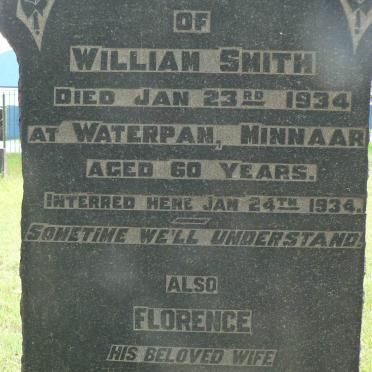 OF
WILLIAM SMITH
DIED JAN 23RD 1934
AT WATERPAN, MINNAAR
AGED 60 YEARS.
INTERRED HERE JAN 24TH 1934.
SOMETIME WE'LL UNDERSTAND.
ALSO
FLORENCE
HIS BELOVED WIFE